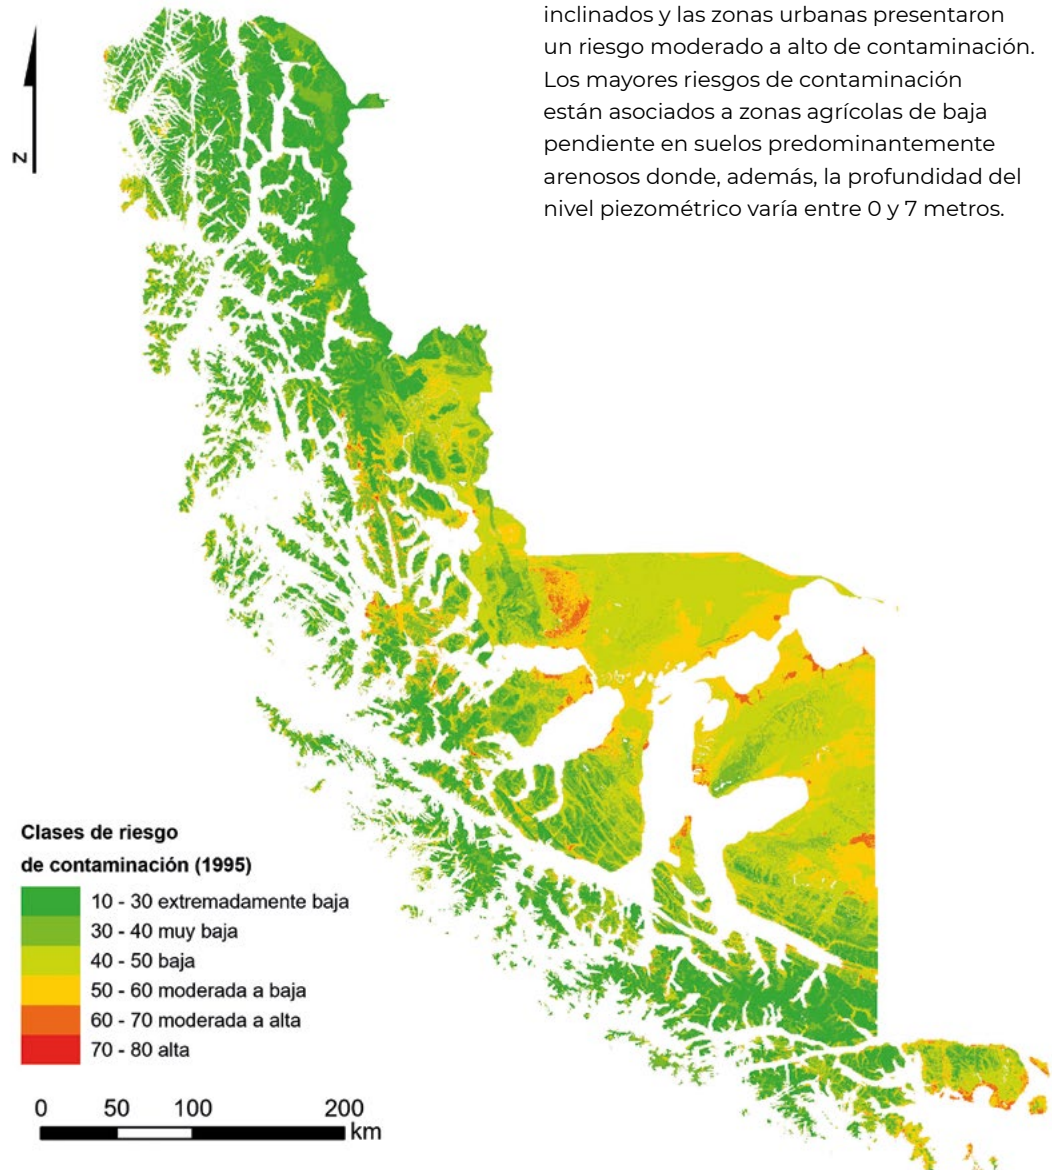 inclinados y las zonas urbanas presentaron
un riesgo moderado a alto de contaminación.
Los mayores riesgos de contaminación
están asociados a zonas agrícolas de baja
pendiente en suelos predominantemente
arenosos donde, además, la profundidad del
nivel piezométrico varía entre 0 y 7 metros.
N
Clases de riesgo
de contaminación (1995)
10 - 30 extremadamente baja
30 - 40 muy baja
40 - 50 baja
50 - 60 moderada a baja
60 - 70 moderada a alta
70 - 80 alta
0 50 100 200
km